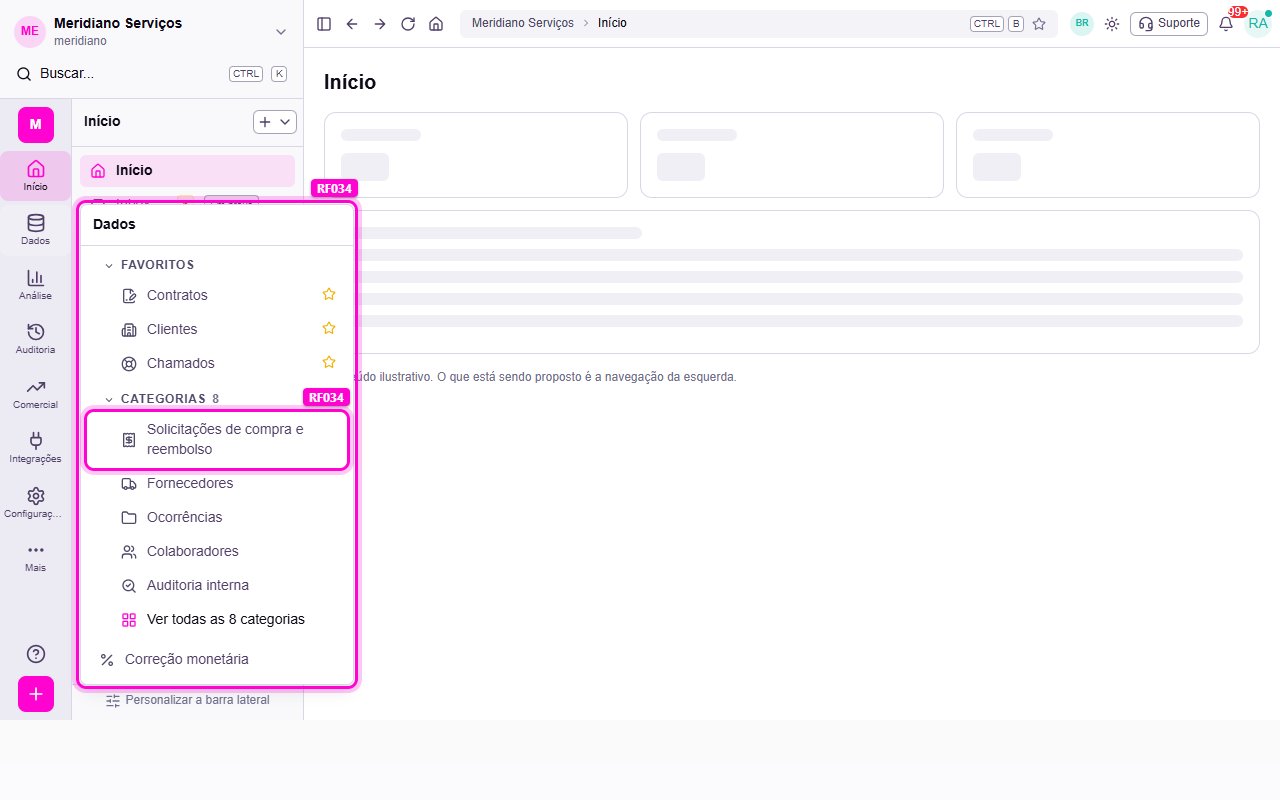 ME
Meridiano Serviços
meridiano
Buscar...
CTRL
K
Meridiano Serviços
Início
CTRL
B
BR
Suporte
99+
RA
M
Início
Dados
Análise
Auditoria
Comercial
Integrações
Configuraç...
Mais
Início
Início
RF034
Dados
FAVORITOS
Contratos
Clientes
Chamados
CATEGORIAS 8
RF034
Solicitações de compra e
reembolso
Fornecedores
Ocorrências
Colaboradores
Auditoria interna
Ver todas as 8 categorias
Correção monetária
Personalizar a barra lateral
Início
ilustrativo. O que está sendo proposto é a navegação da esquerda.